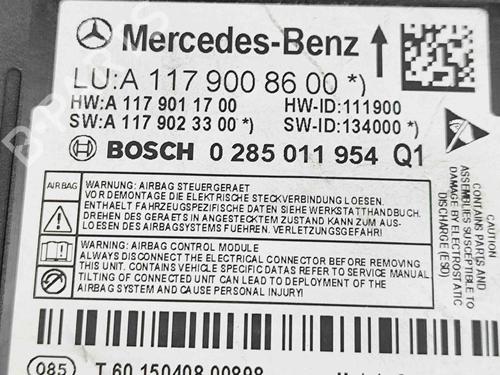 Mercedes-Benz
LU:A 117 900 86 00 *)
HW:A 117 901 17 00 HW-ID:111900
SW:A 117 902 33 00 *) SW-ID:134000 *)
BOSCH 0 285 011 954 Q1
AIRBAG
WARNUNG: AIRBAG STEUERGERAET
VOR DEMONTAGE DIE ELEKTRISCHE STECKVERBINDUNG LOESEN.
ENTHAELT FAHRZEUGSPEZIFISCHE DATEN SIEHE WERKSTATTHANDBUCH.
DREHEN DES GERAETS IN ANGESTECKTEM ZUSTAND KANN ZUM AUS-
LOESEN DES AIRBAGSYSTEMS FUEHREN. VERLETZUNGSGEFAHR!
WARNING: AIRBAG CONTROL MODULE
ALWAYS DISCONNECT THE ELECTRICAL CONNECTOR BEFORE REMOVING
THIS UNIT. CONTAINS VEHICLE SPECIFIC DATAS REFER TO SERVICE MANUAL
TILTING OF CONNECTED UNIT CAN LEAD TO DEPLOYMENT OF THE
AIRBAG SYSTEM AND CAUSE PERSONAL INJURY!
CAUTION
CONTAINS PARTS AND
ASSEMBLIES SUSCEPTIBLE TO
DAMAGE BY ELECTROSTATIC
DISCHARGE (ESD)
085 T 60 150408 00898
B-PARTS